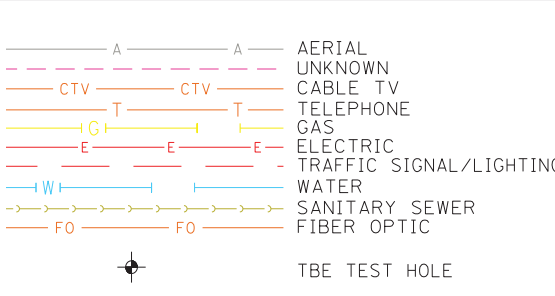 A A AERIAL
UNKNOWN
CTV CTV CABLE TV
T T TELEPHONE
G GAS
E E E ELECTRIC
TRAFFIC SIGNAL/LIGHTING
W WATER
SANITARY SEWER
FO FO FIBER OPTIC
TBE TEST HOLE